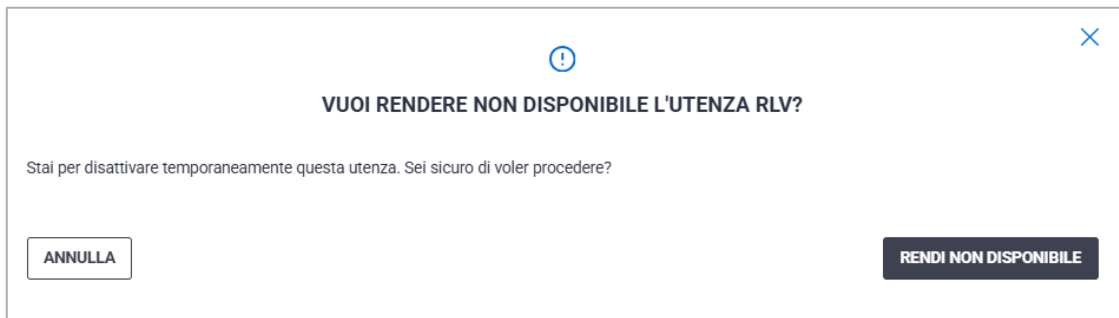 VUOI RENDERE NON DISPONIBILE L'UTENZA RLV?
Stai per disattivare temporaneamente questa utenza. Sei sicuro di voler procedere?
ANNULLA
RENDI NON DISPONIBILE